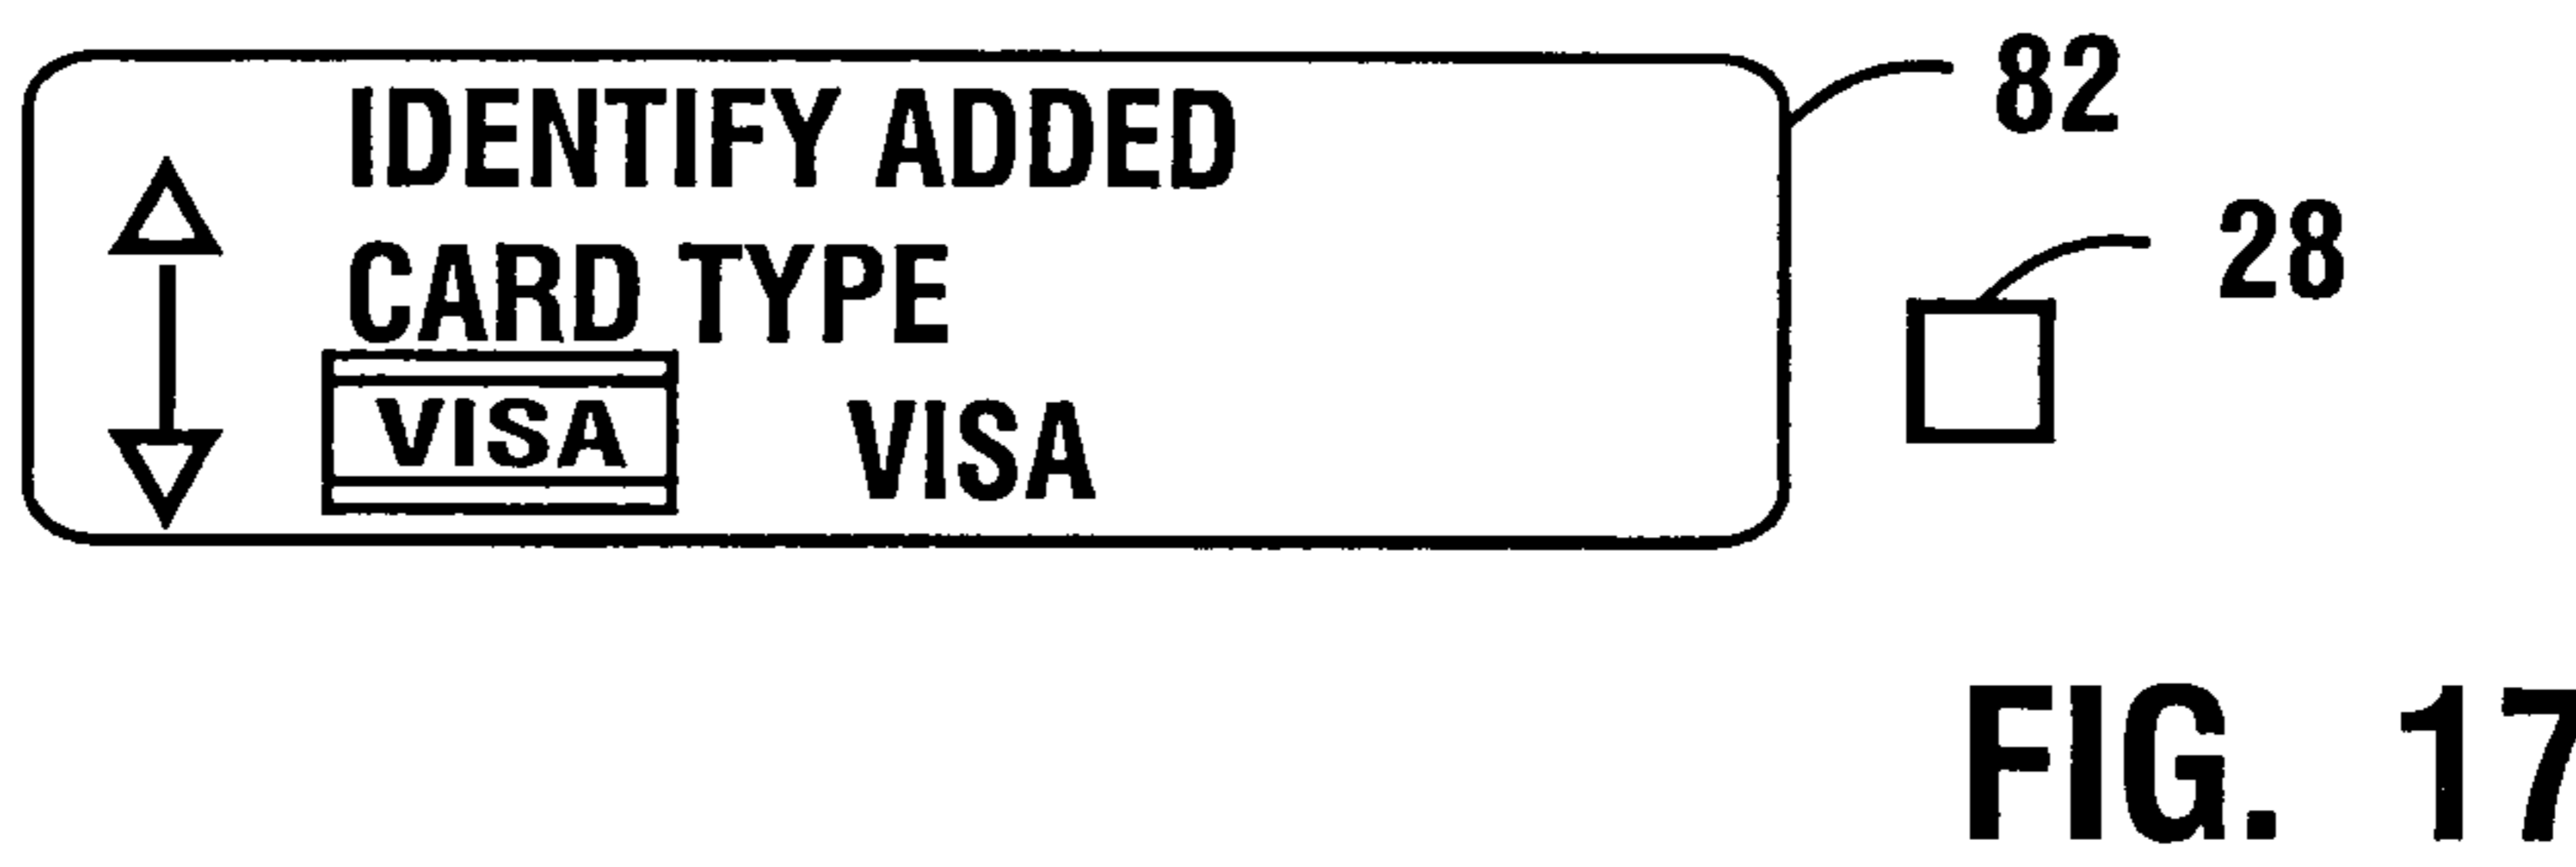 IDENTIFY ADDED
CARD TYPE
VISA VISA
82
28
FIG. 17